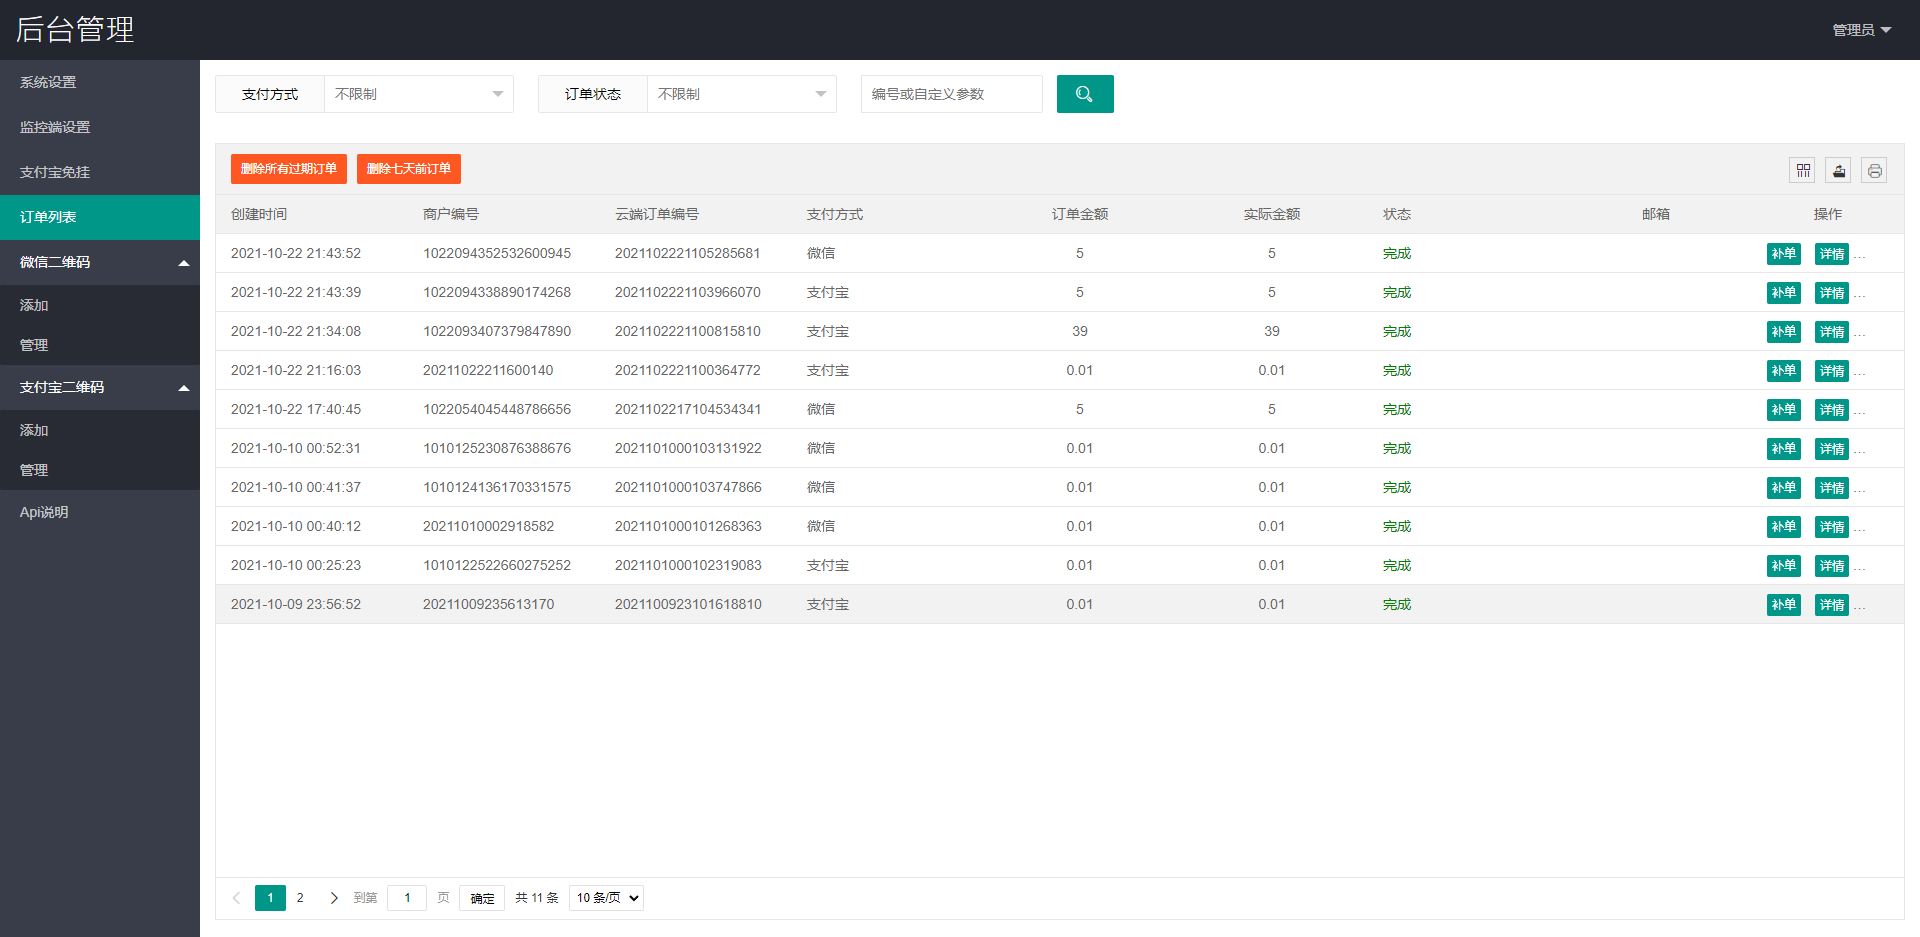 后台管理
管理员
系统设置
监控端设置
支付宝免挂
订单列表
微信二维码
添加
管理
支付宝二维码
添加
管理
Api说明
支付方式 不限制 订单状态 不限制 编号或自定义参数
删除所有过期订单 删除七天前订单
创建时间 商户编号 云端订单编号 支付方式 订单金额 实际金额 状态 邮箱 操作
2021-10-22 21:43:52 1022094352532600945 2021102221105285681 微信 5 5 完成 补单 详情 ...
2021-10-22 21:43:39 1022094338890174268 2021102221103966070 支付宝 5 5 完成 补单 详情 ...
2021-10-22 21:34:08 1022093407379847890 2021102221100815810 支付宝 39 39 完成 补单 详情 ...
2021-10-22 21:16:03 20211022211600140 2021102221100364772 支付宝 0.01 0.01 完成 补单 详情 ...
2021-10-22 17:40:45 1022054045448786656 2021102217104534341 微信 5 5 完成 补单 详情 ...
2021-10-10 00:52:31 1010125230876388676 2021101000103131922 微信 0.01 0.01 完成 补单 详情 ...
2021-10-10 00:41:37 1010124136170331575 2021101000103747866 微信 0.01 0.01 完成 补单 详情 ...
2021-10-10 00:40:12 20211010002918582 2021101000101268363 微信 0.01 0.01 完成 补单 详情 ...
2021-10-10 00:25:23 1010122522660275252 2021101000102319083 支付宝 0.01 0.01 完成 补单 详情 ...
2021-10-09 23:56:52 20211009235613170 2021100923101618810 支付宝 0.01 0.01 完成 补单 详情 ...
1 2 到第 1 页 确定 共 11 条 10 条/页